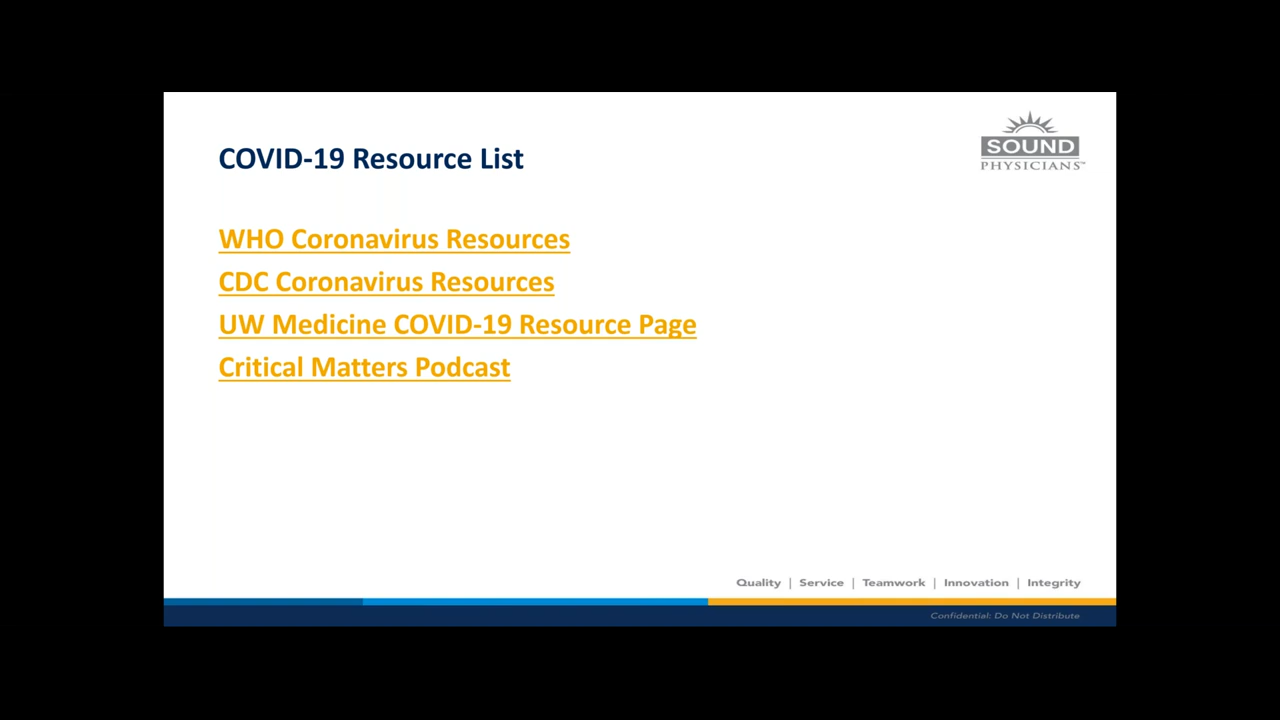 COVID-19 Resource List
SOUND
PHYSICIANS™
WHO Coronavirus Resources
CDC Coronavirus Resources
UW Medicine COVID-19 Resource Page
Critical Matters Podcast
Quality | Service | Teamwork | Innovation | Integrity
Confidential: Do Not Distribute